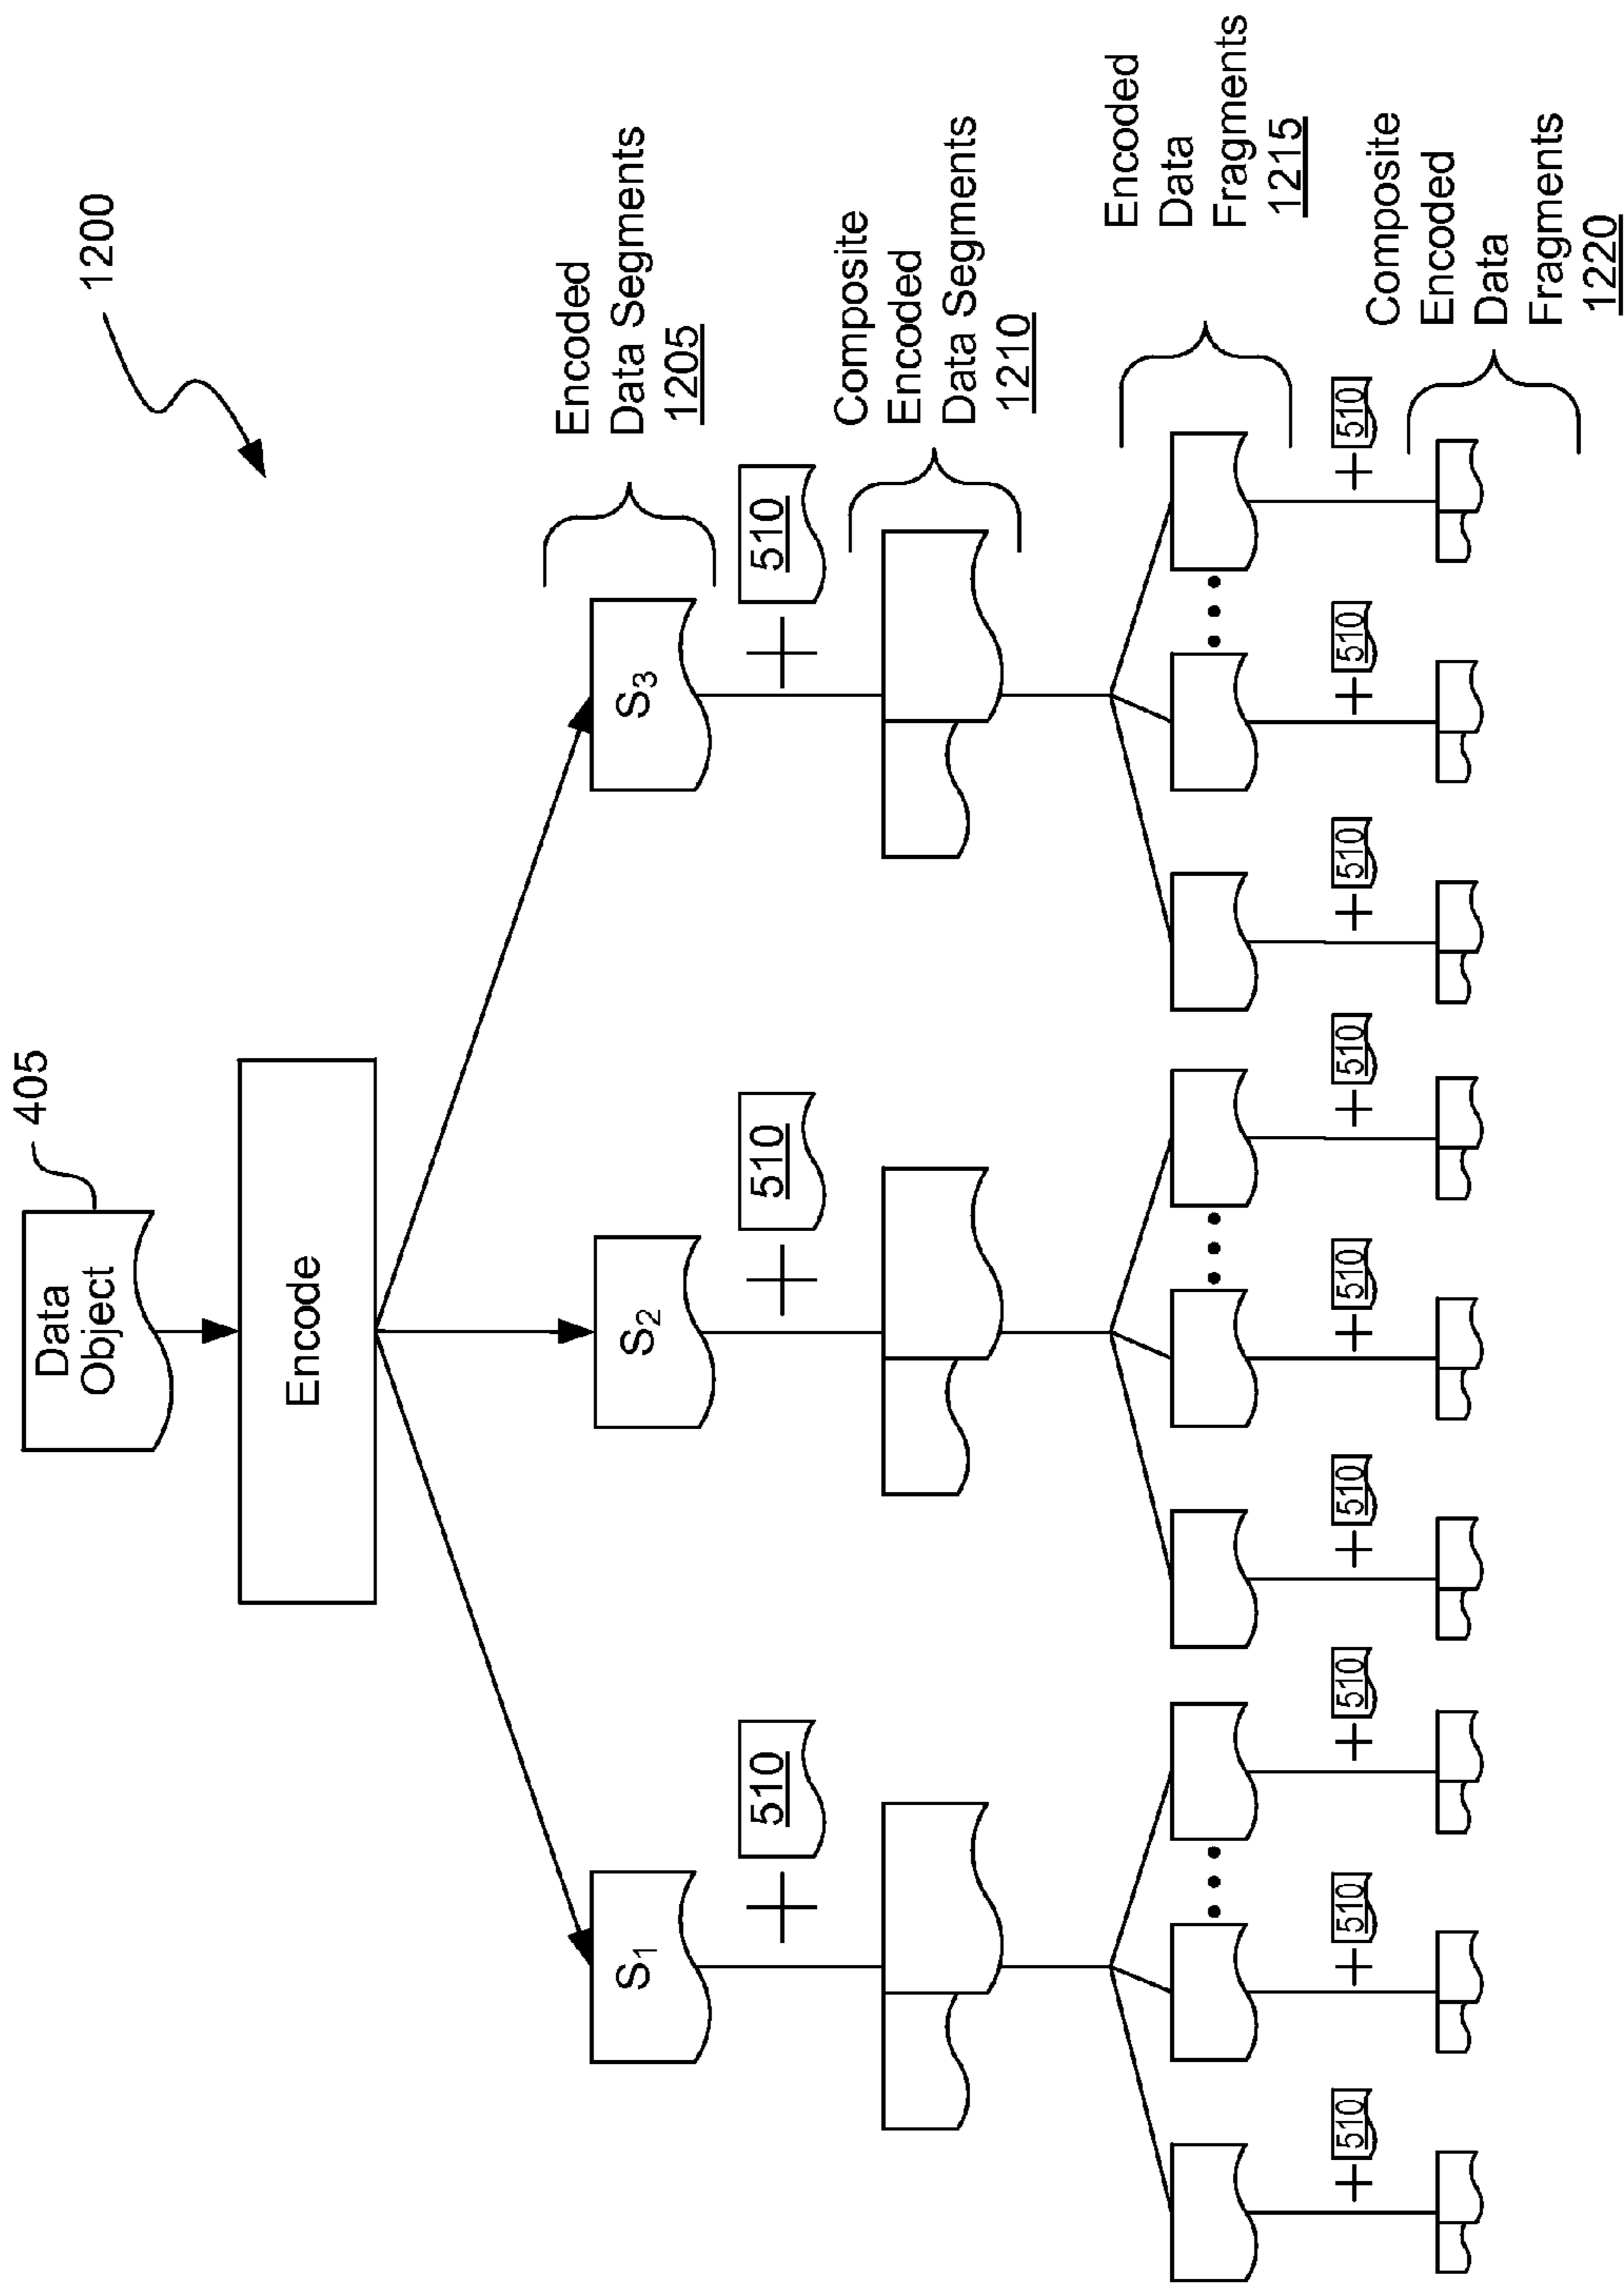 1200
405
Data
Object
Encode
Encoded
Data Segments
1205
S1
S2
S3
510
510
510
Composite
Encoded
Data Segments
1210
Encoded
Data
Fragments
1215
510
510
510
510
510
510
510
510
510
Composite
Encoded
Data
Fragments
1220